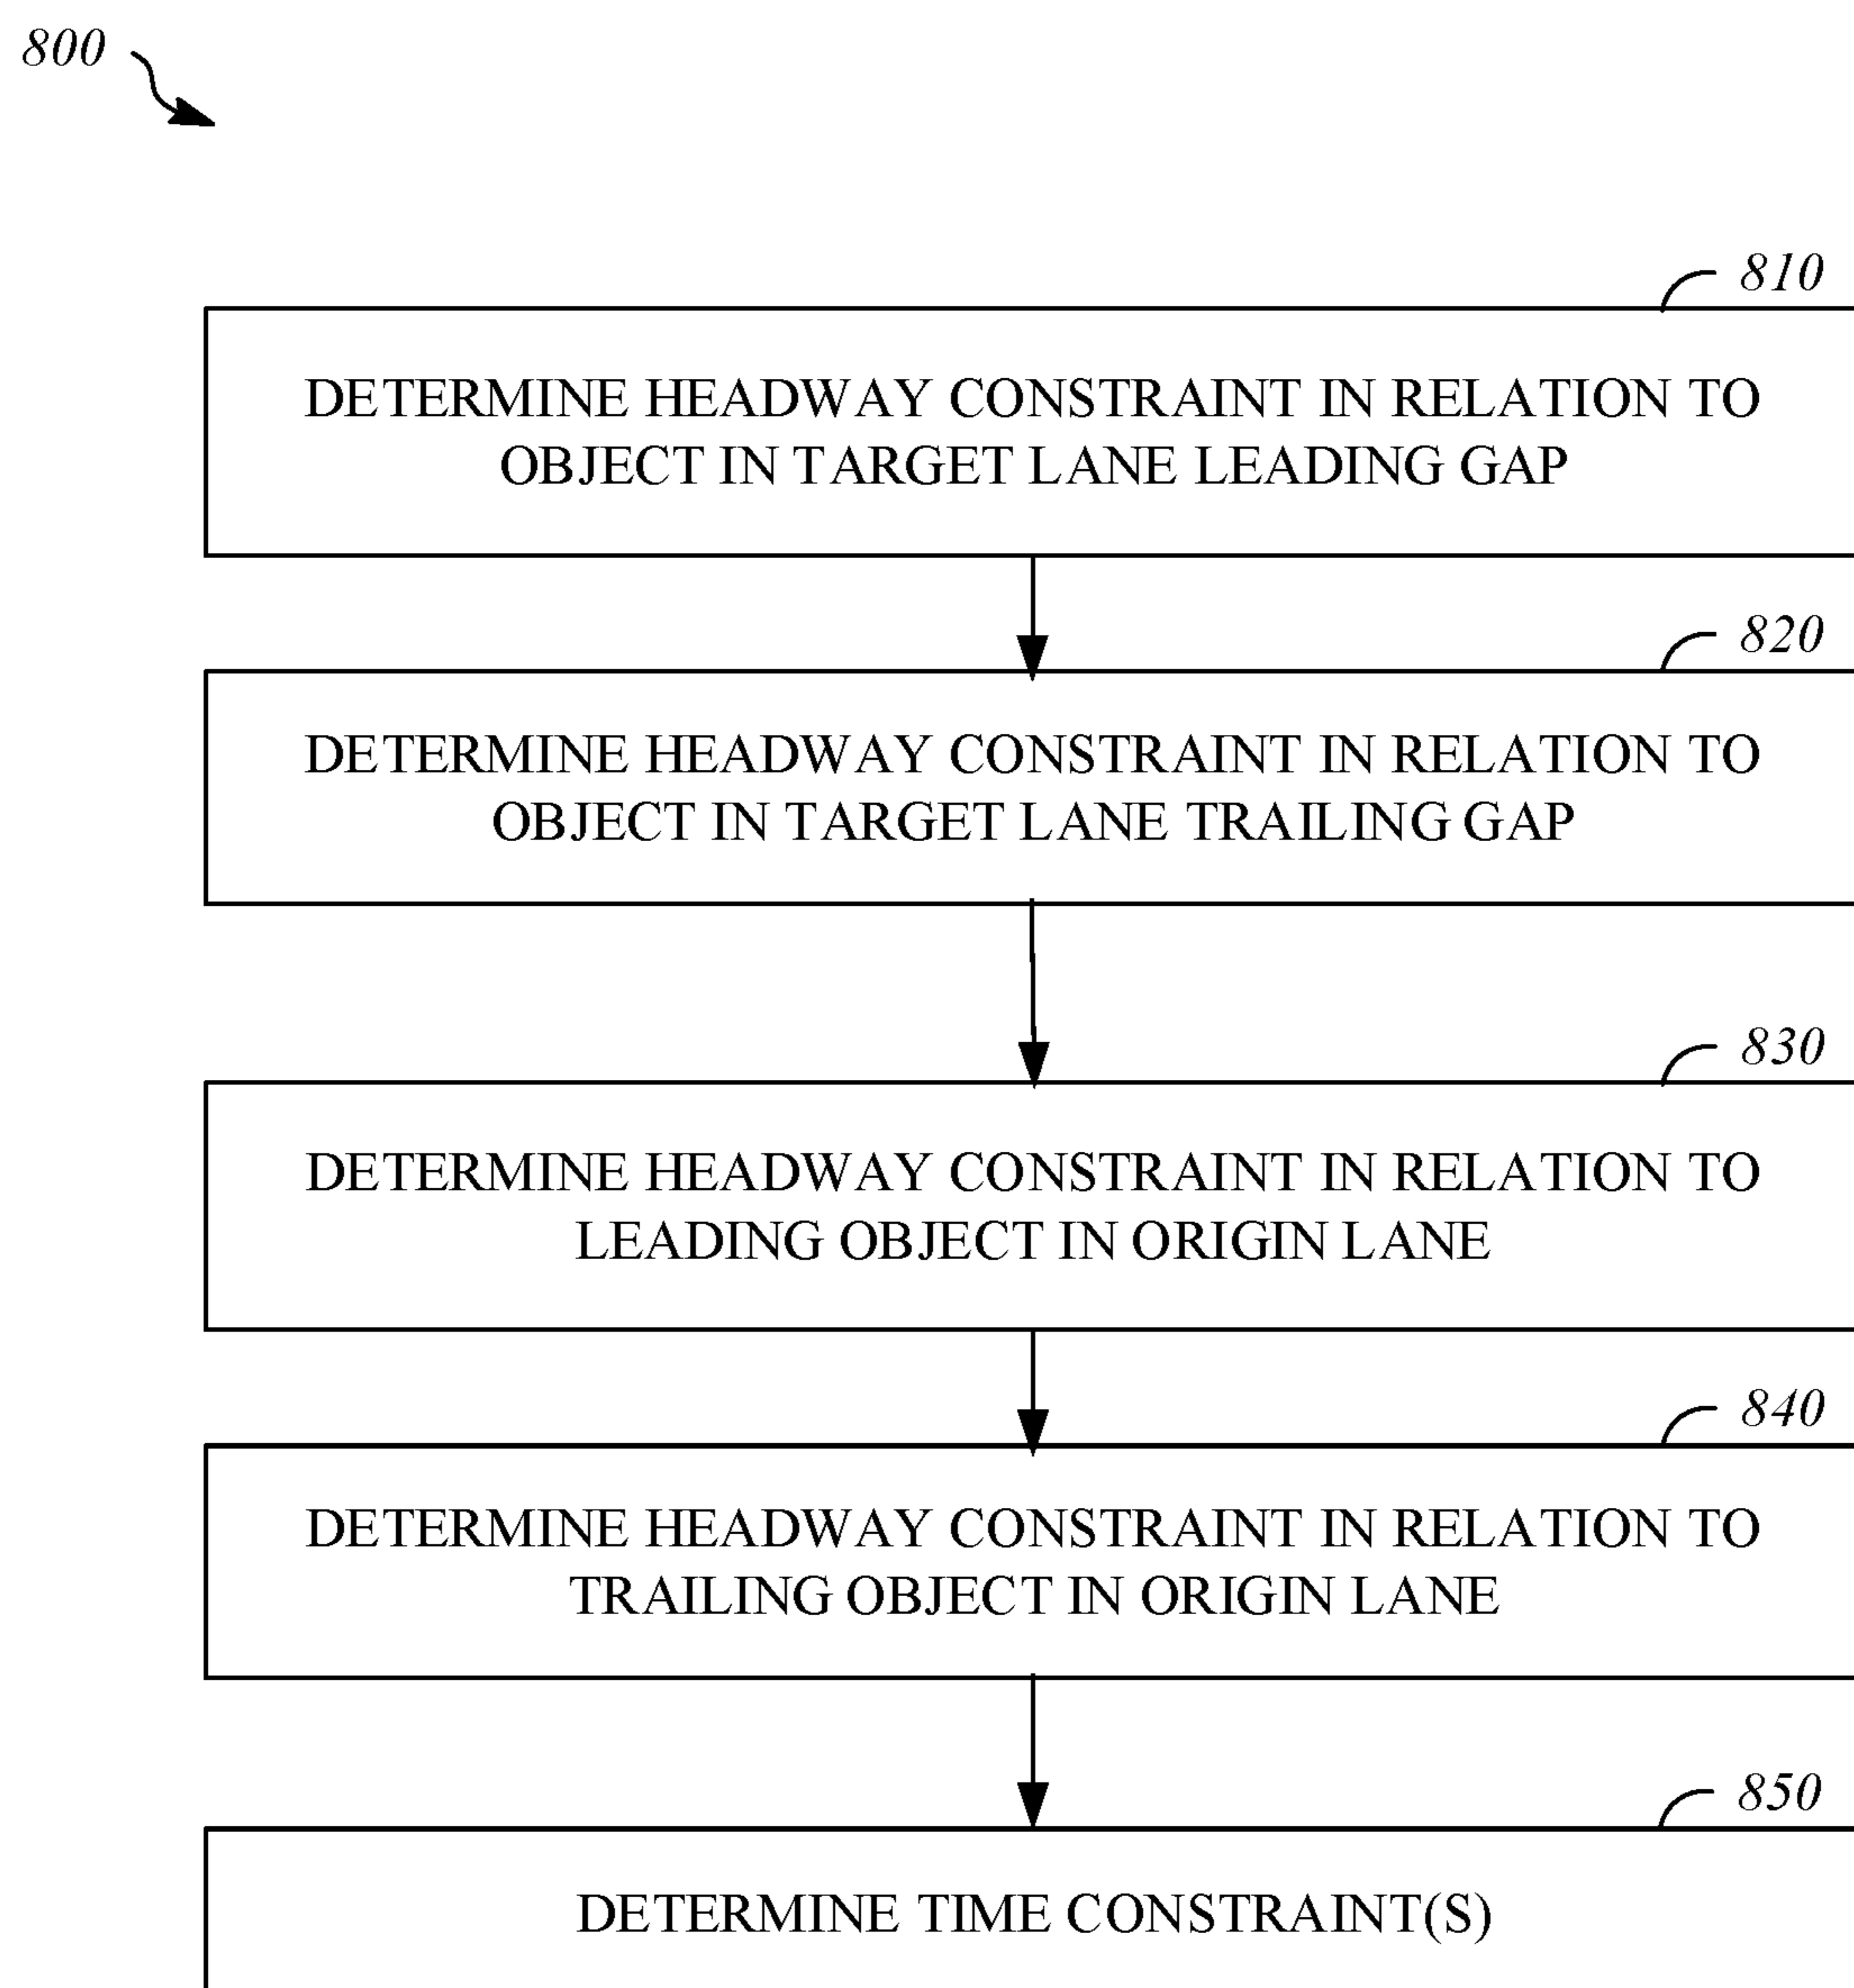 800
810
DETERMINE HEADWAY CONSTRAINT IN RELATION TO
OBJECT IN TARGET LANE LEADING GAP
820
DETERMINE HEADWAY CONSTRAINT IN RELATION TO
OBJECT IN TARGET LANE TRAILING GAP
830
DETERMINE HEADWAY CONSTRAINT IN RELATION TO
LEADING OBJECT IN ORIGIN LANE
840
DETERMINE HEADWAY CONSTRAINT IN RELATION TO
TRAILING OBJECT IN ORIGIN LANE
850
DETERMINE TIME CONSTRAINT(S)